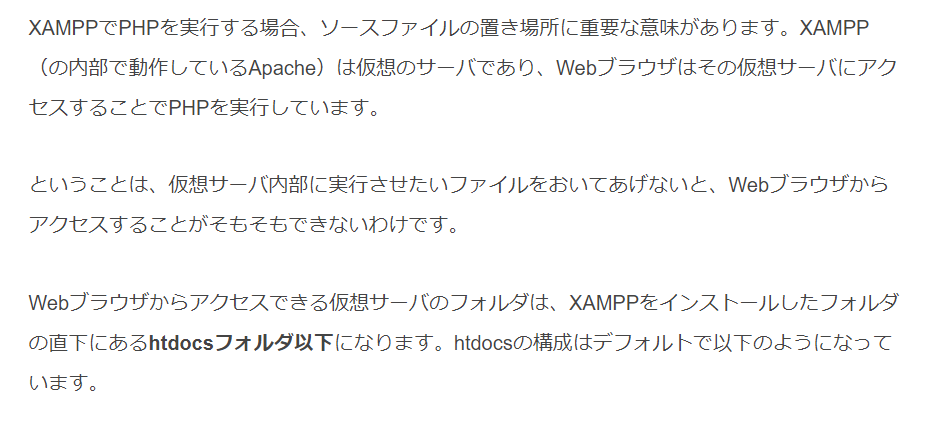 XAMPPでPHPを実行する場合、ソースファイルの置き場所に重要な意味があります。XAMPP
（の内部で動作しているApache）は仮想のサーバであり、Webブラウザはその仮想サーバにアク
セスすることでPHPを実行しています。
ということは、仮想サーバ内部に実行させたいファイルをおいてあげないと、Webブラウザから
アクセスすることがそもそもできないわけです。
Webブラウザからアクセスできる仮想サーバのフォルダは、XAMPPをインストールしたフォルダ
の直下にあるhtdocsフォルダ以下になります。htdocsの構成はデフォルトで以下のようになって
います。